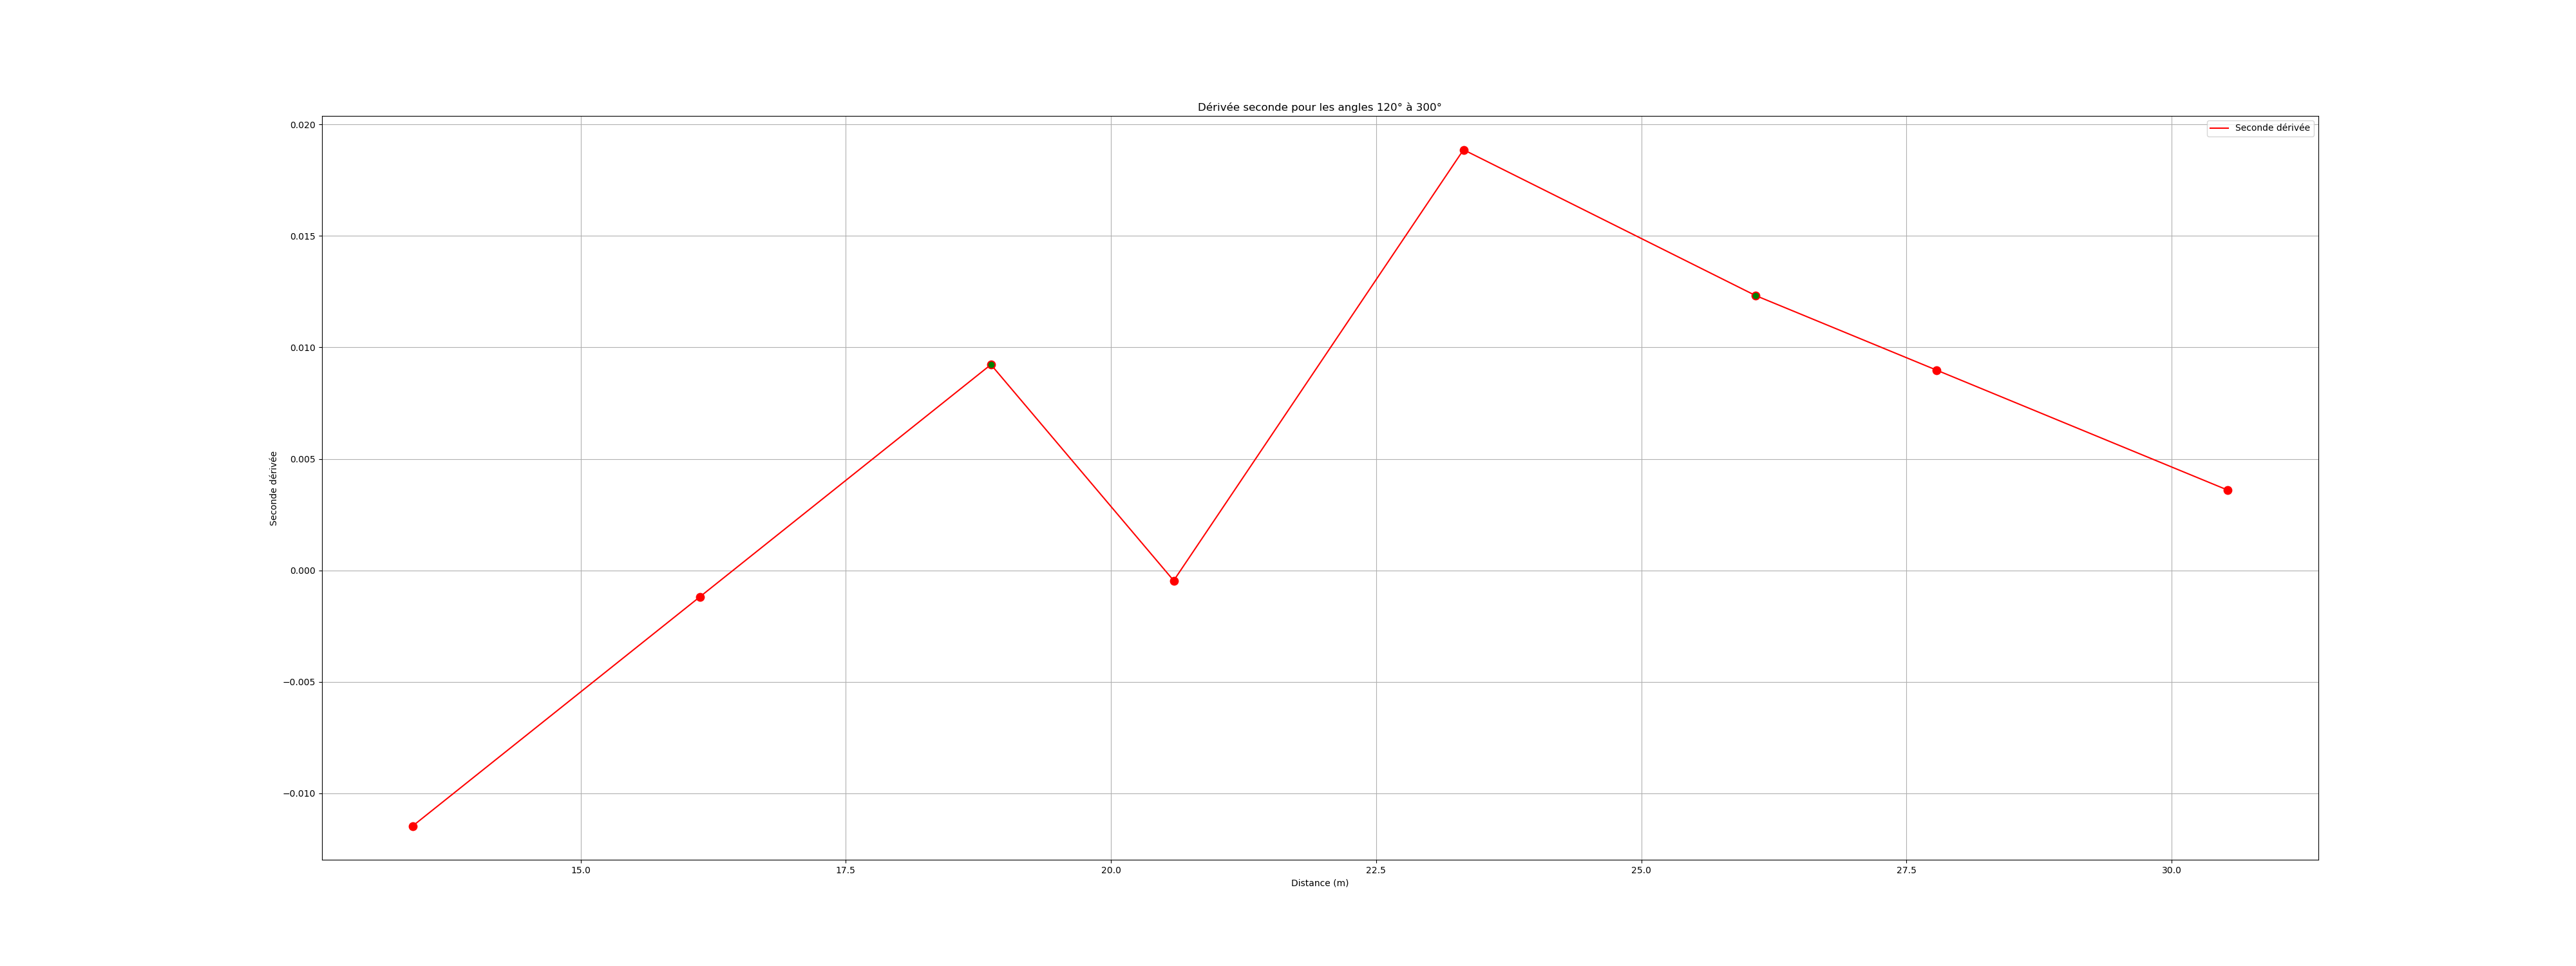 Dérivée seconde pour les angles 120° à 300°
Seconde dérivée
0.020
0.015
0.010
0.005
0.000
−0.005
−0.010
Seconde dérivée
15.0 17.5 20.0 22.5 25.0 27.5 30.0
Distance (m)